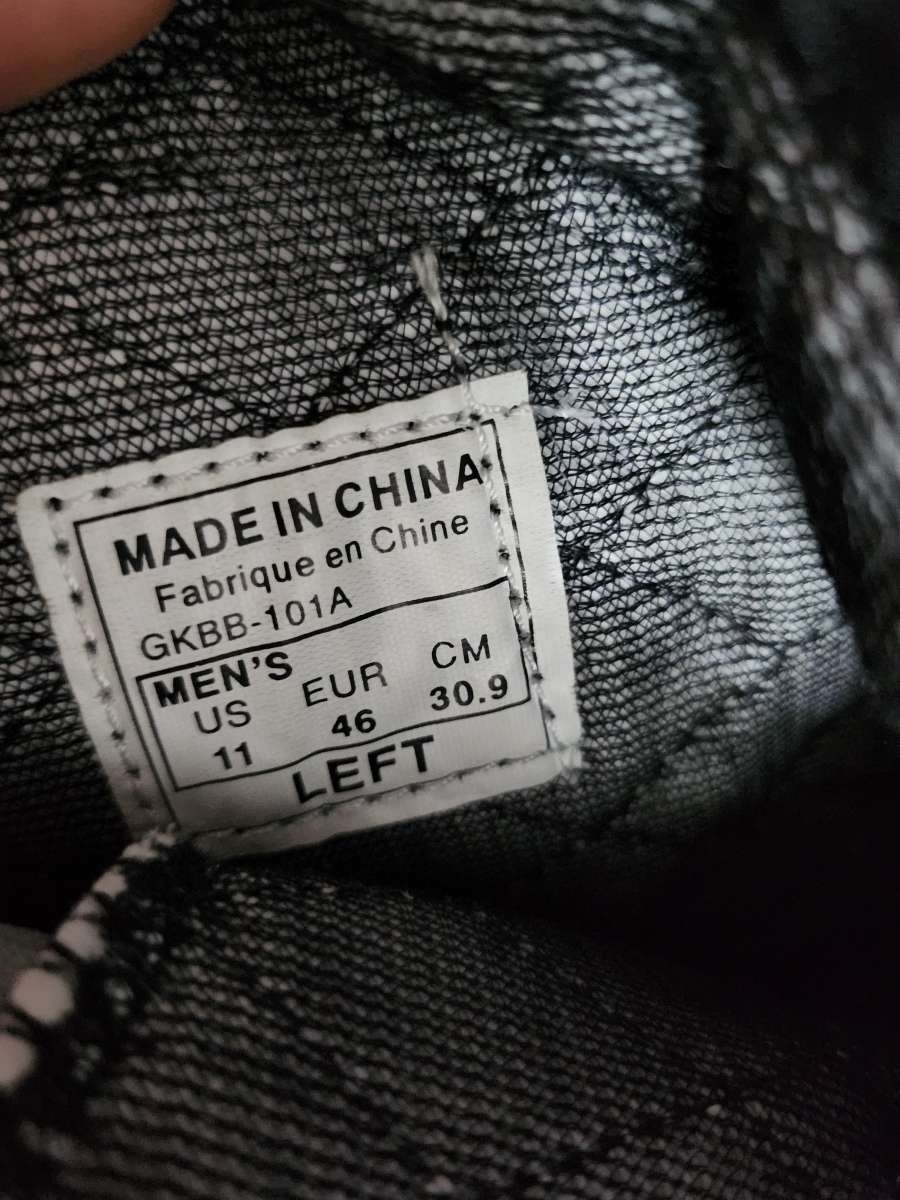 MADE IN CHINA
Fabrique en Chine
GKBB-101A
MEN'S
US EUR CM
11 46 30.9
LEFT